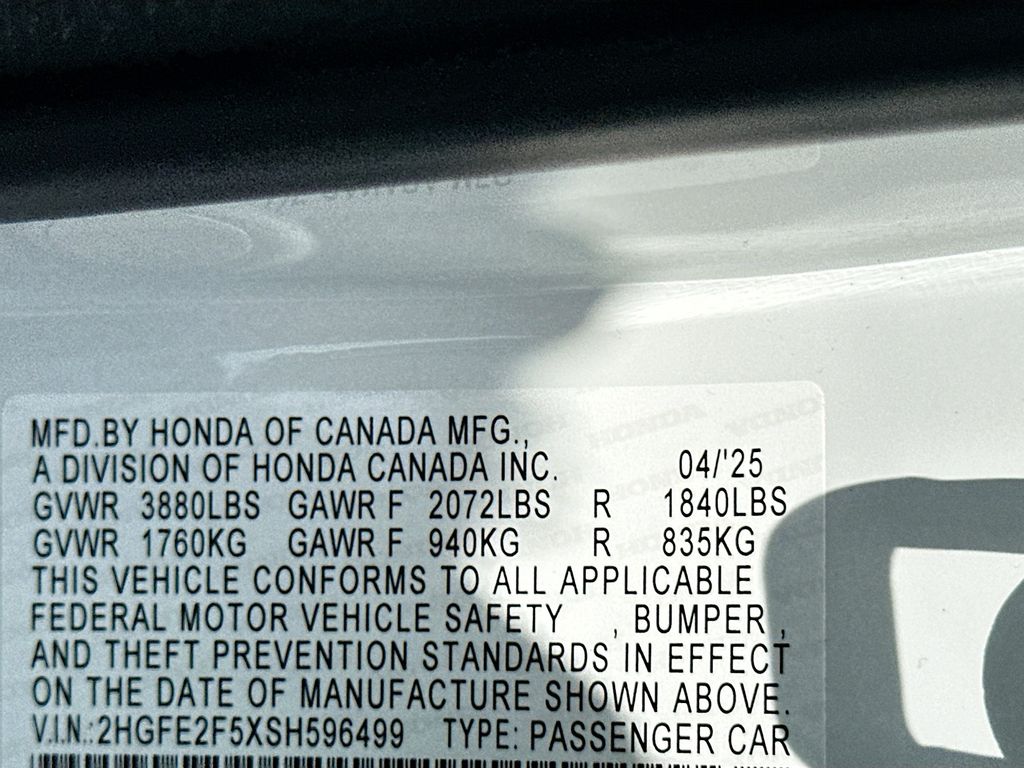 MFD.BY HONDA OF CANADA MFG.,
A DIVISION OF HONDA CANADA INC. 04/'25
GVWR 3880LBS GAWR F 2072LBS R 1840LBS
GVWR 1760KG GAWR F 940KG R 835KG
THIS VEHICLE CONFORMS TO ALL APPLICABLE
FEDERAL MOTOR VEHICLE SAFETY , BUMPER ,
AND THEFT PREVENTION STANDARDS IN EFFECT
ON THE DATE OF MANUFACTURE SHOWN ABOVE.
V.I.N.:2HGFE2F5XSH596499 TYPE: PASSENGER CAR